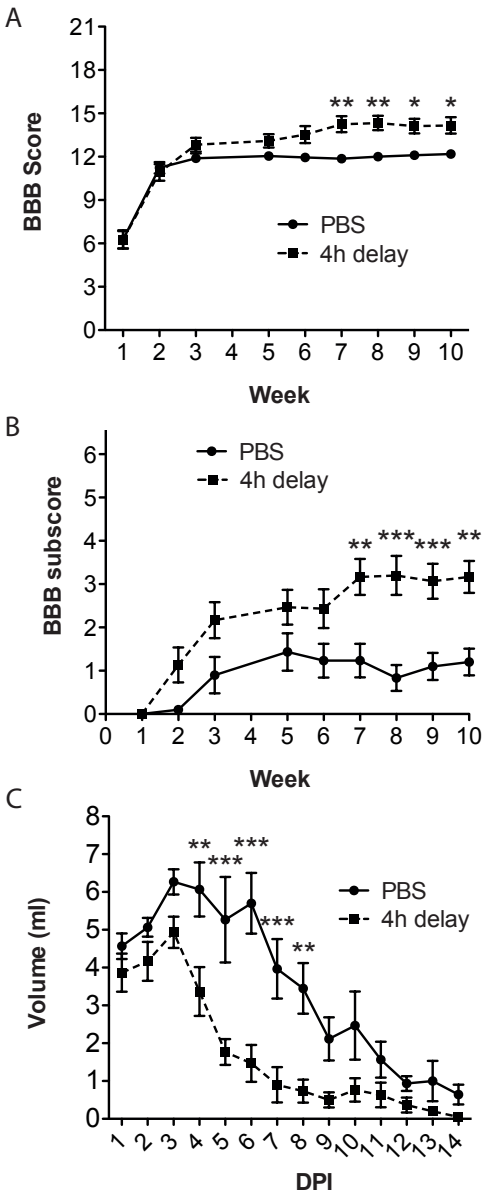 A
BBB Score
21
18
15
12
9
6
3
0
** ** * *
PBS
4h delay
1 2 3 4 5 6 7 8 9 10
Week
B
BBB subscore
6
5
4
3
2
1
0
PBS
4h delay
** *** *** **
0 1 2 3 4 5 6 7 8 9 10
Week
C
Volume (ml)
8
7
6
5
4
3
2
1
0
** *** *** *** **
PBS
4h delay
1 2 3 4 5 6 7 8 9 10 11 12 13 14
DPI